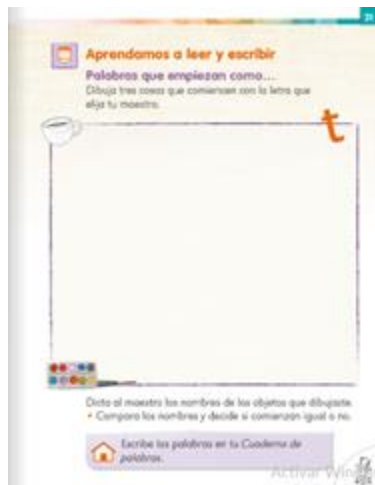 31
Aprendamos a leer y escribir
Palabras que empiezan como...
Dibuja tres cosas que comiencen con la letra que
elija tu maestro.
t
Dicta al maestro los nombres de los objetos que dibujaste.
• Compara los nombres y decide si comienzan igual o no.
Escribe las palabras en tu Cuaderno de
palabras.
Activar Win